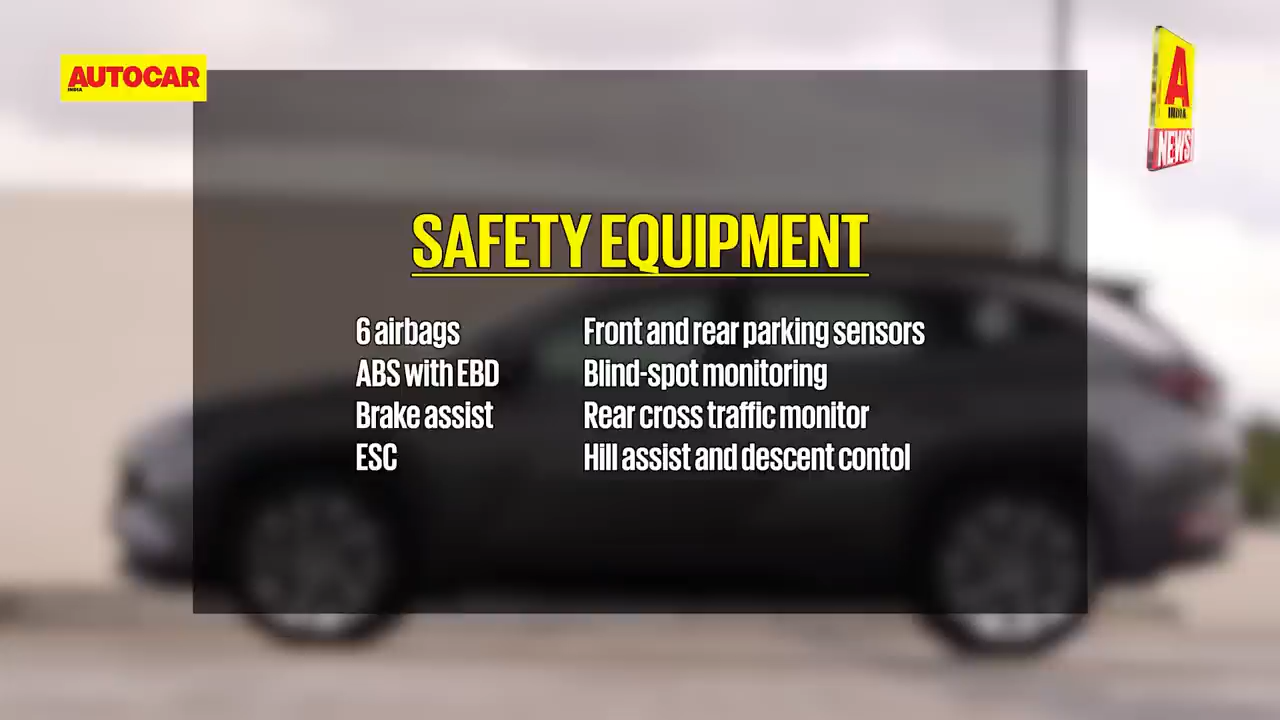 AUTOCAR
INDIA
A
INDIA
NEWS
SAFETY EQUIPMENT
6 airbags
ABS with EBD
Brake assist
ESC
Front and rear parking sensors
Blind-spot monitoring
Rear cross traffic monitor
Hill assist and descent contol